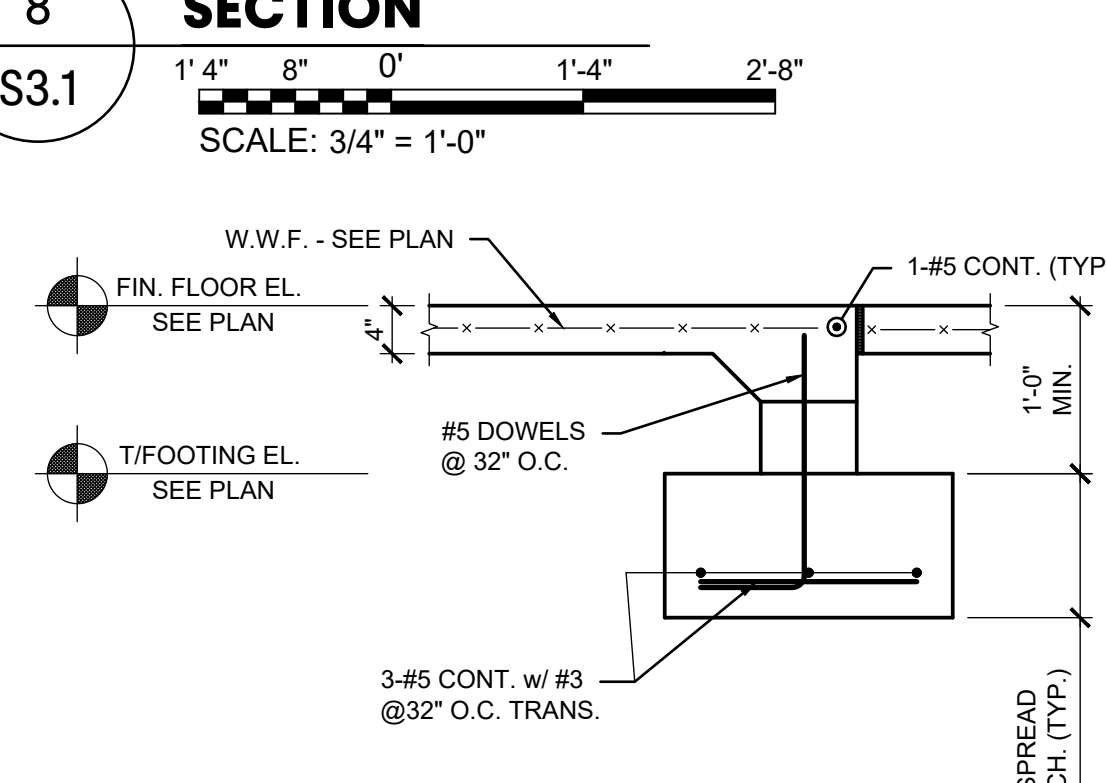 8
SECTION
S3.1
1' 4" 8" 0' 1'-4" 2'-8"
SCALE: 3/4" = 1'-0"
W.W.F. - SEE PLAN
1-#5 CONT. (TYP
FIN. FLOOR EL.
SEE PLAN
4"
1'-0"
MIN.
#5 DOWELS
@ 32" O.C.
T/FOOTING EL.
SEE PLAN
3-#5 CONT. w/ #3
@32" O.C. TRANS.
SPREAD
CH. (TYP.)